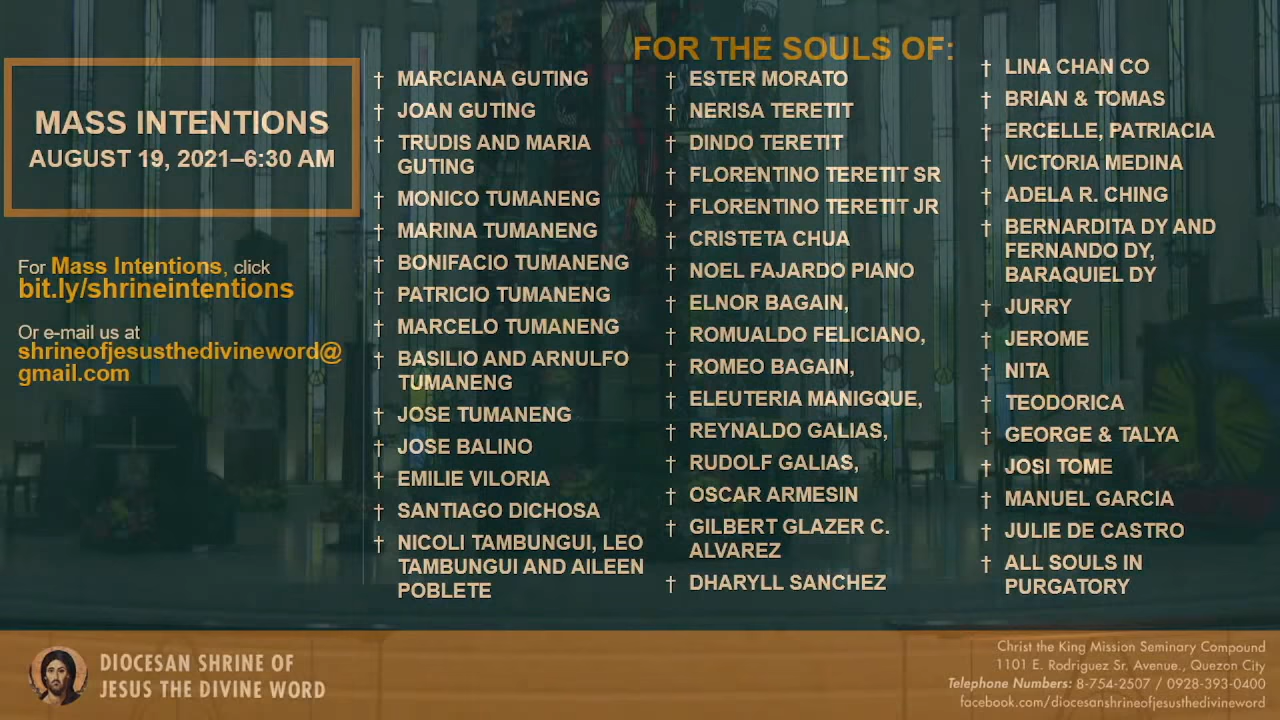 FOR THE SOULS OF:
MASS INTENTIONS
AUGUST 19, 2021–6:30 AM
For Mass Intentions, click
bit.ly/shrineintentions
Or e-mail us at
shrineofjesusthedivineword@
gmail.com
† MARCIANA GUTING
† JOAN GUTING
† TRUDIS AND MARIA
GUTING
† MONICO TUMANENG
† MARINA TUMANENG
† BONIFACIO TUMANENG
† PATRICIO TUMANENG
† MARCELO TUMANENG
† BASILIO AND ARNULFO
TUMANENG
† JOSE TUMANENG
† JOSE BALINO
† EMILIE VILORIA
† SANTIAGO DICHOSA
† NICOLI TAMBUNGUI, LEO
TAMBUNGUI AND AILEEN
POBLETE
† ESTER MORATO
† NERISA TERETIT
† DINDO TERETIT
† FLORENTINO TERETIT SR
† FLORENTINO TERETIT JR
† CRISTETA CHUA
† NOEL FAJARDO PIANO
† ELNOR BAGAIN,
† ROMUALDO FELICIANO,
† ROMEO BAGAIN,
† ELEUTERIA MANIGQUE,
† REYNALDO GALIAS,
† RUDOLF GALIAS,
† OSCAR ARMESIN
† GILBERT GLAZER C.
ALVAREZ
† DHARYLL SANCHEZ
† LINA CHAN CO
† BRIAN & TOMAS
† ERCELLE, PATRIACIA
† VICTORIA MEDINA
† ADELA R. CHING
† BERNARDITA DY AND
FERNANDO DY,
BARAQUIEL DY
† JURRY
† JEROME
† NITA
† TEODORICA
† GEORGE & TALYA
† JOSI TOME
† MANUEL GARCIA
† JULIE DE CASTRO
† ALL SOULS IN
PURGATORY
DIOCESAN SHRINE OF
JESUS THE DIVINE WORD
Christ the King Mission Seminary Compound
1101 E. Rodriguez Sr. Avenue., Quezon City
Telephone Numbers: 8-754-2507 / 0928-393-0400
facebook.com/diocesanshrineofjesusthedivineword